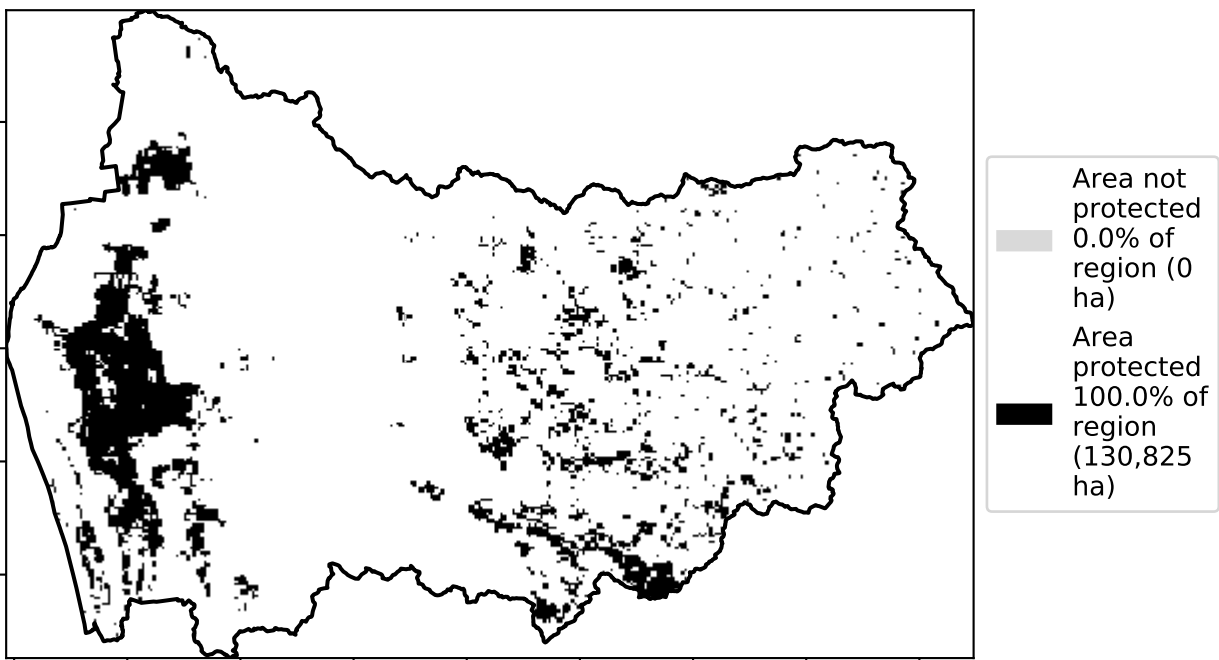 Area not
protected
0.0% of
region (0
ha)
Area
protected
100.0% of
region
(130,825
ha)